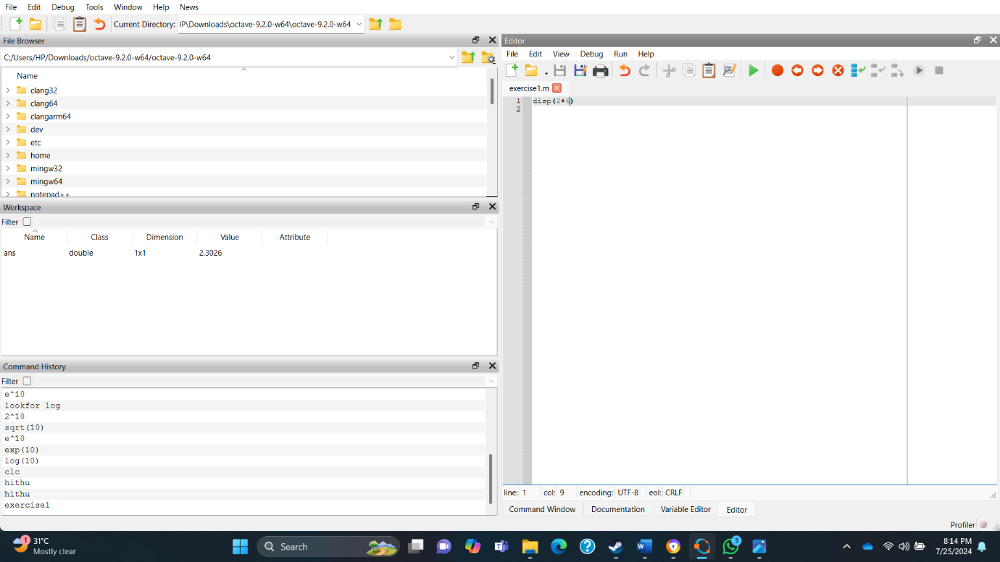 File Edit Debug Tools Window Help News
Current Directory: IP\Downloads\octave-9.2.0-w64\octave-9.2.0-w64
File Browser
C:/Users/HP/Downloads/octave-9.2.0-w64/octave-9.2.0-w64
Name
clang32
clang64
clangarm64
dev
etc
home
mingw32
mingw64
notepad++
Workspace
Filter
Name Class Dimension Value Attribute
ans double 1x1 2.3026
Command History
Filter
e^10
lookfor log
2^10
sqrt(10)
e^10
exp(10)
log(10)
clc
hithu
hithu
exercise1
Editor
File Edit View Debug Run Help
exercise1.m
1 disp(2+6)
2
line: 1 col: 9 encoding: UTF-8 eol: CRLF
Command Window Documentation Variable Editor Editor
Profiler
1 31°C
Mostly clear
Search
3
8:14 PM
7/25/2024